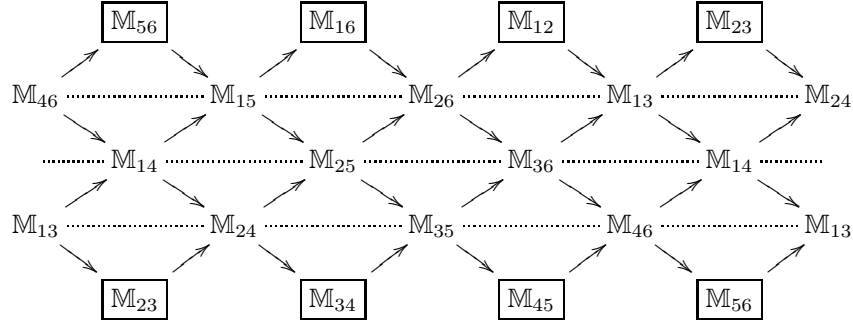 𝕄₅₆ 𝕄₁₆ 𝕄₁₂ 𝕄₂₃
𝕄₄₆ 𝕄₁₅ 𝕄₂₆ 𝕄₁₃ 𝕄₂₄
𝕄₁₄ 𝕄₂₅ 𝕄₃₆ 𝕄₁₄
𝕄₁₃ 𝕄₂₄ 𝕄₃₅ 𝕄₄₆ 𝕄₁₃
𝕄₂₃ 𝕄₃₄ 𝕄₄₅ 𝕄₅₆